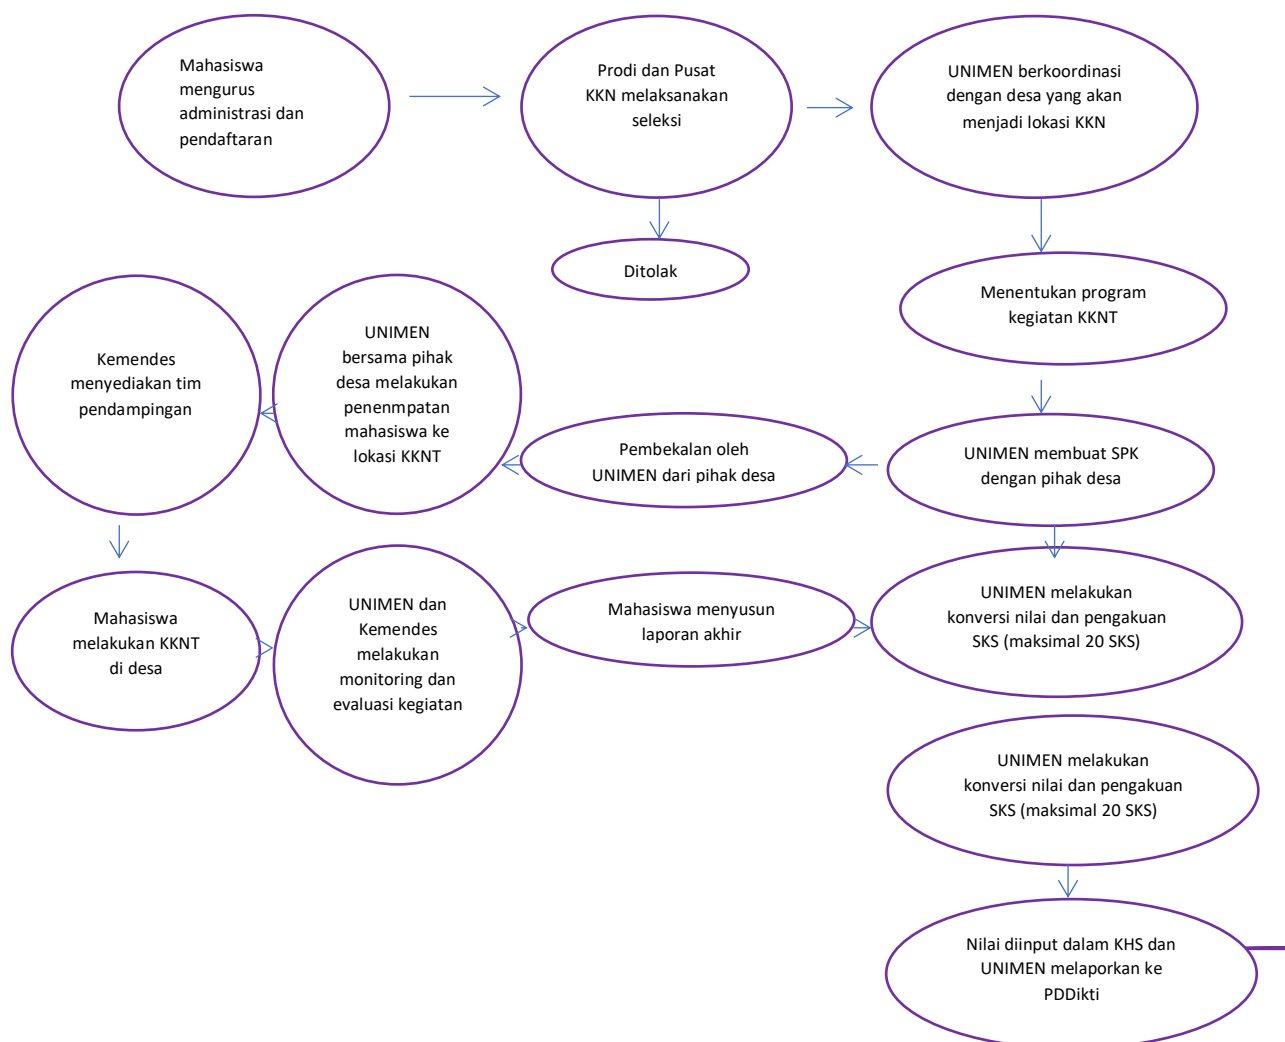 Mahasiswa
mengurus
administrasi dan
pendaftaran
Prodi dan Pusat
KKN melaksanakan
seleksi
UNIMEN berkoordinasi
dengan desa yang akan
menjadi lokasi KKN
Ditolak
Menentukan program
kegiatan KKNT
Kemendes
menyediakan tim
pendampingan
UNIMEN
bersama pihak
desa melakukan
penenmpatan
mahasiswa ke
lokasi KKNT
Pembekalan oleh
UNIMEN dari pihak desa
UNIMEN membuat SPK
dengan pihak desa
Mahasiswa
melakukan KKNT
di desa
UNIMEN dan
Kemendes
melakukan
monitoring dan
evaluasi kegiatan
Mahasiswa menyusun
laporan akhir
UNIMEN melakukan
konversi nilai dan pengakuan
SKS (maksimal 20 SKS)
UNIMEN melakukan
konversi nilai dan pengakuan
SKS (maksimal 20 SKS)
Nilai diinput dalam KHS dan
UNIMEN melaporkan ke
PDDikti